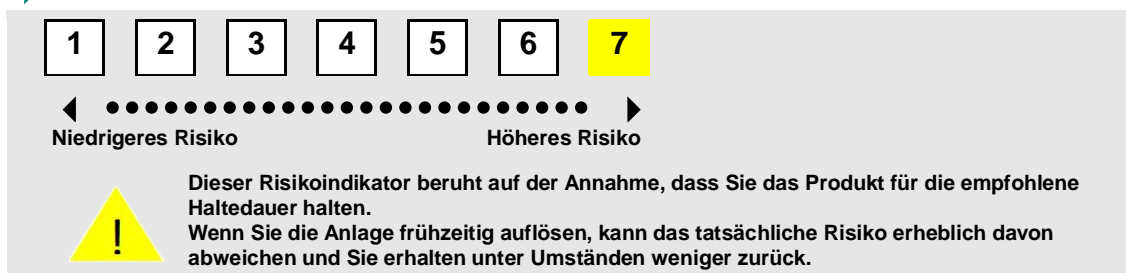 1 2 3 4 5 6 7
Niedrigeres Risiko Höheres Risiko
Dieser Risikoindikator beruht auf der Annahme, dass Sie das Produkt für die empfohlene
Haltedauer halten.
Wenn Sie die Anlage frühzeitig auflösen, kann das tatsächliche Risiko erheblich davon
abweichen und Sie erhalten unter Umständen weniger zurück.
!